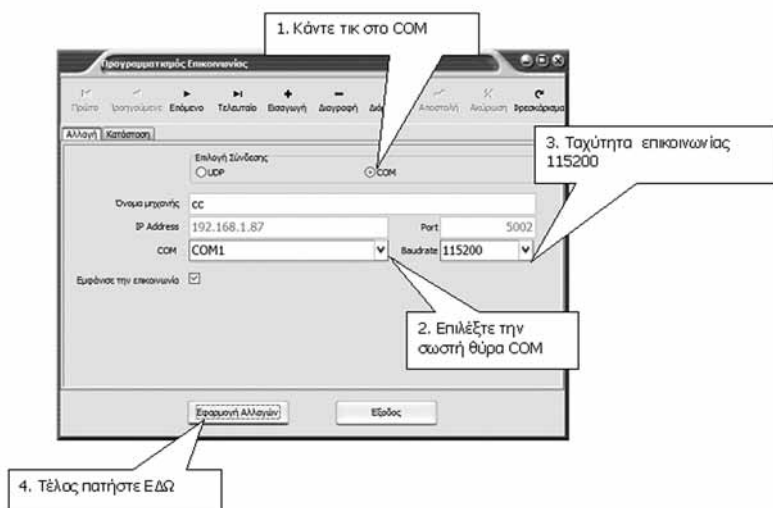 1. Κάντε τικ στο COM
Προγραμματισμός Επικοινωνίας
Πρώτο Προηγούμενο Επόμενο Τελευταίο Εισαγωγή Διαγραφή Αποστολή Ακύρωση Φρεσκάρισμα
Αλλαγή Κατάσταση
3. Ταχύτητα επικοινωνίας
115200
Επιλογή Σύνδεσης
UDP COM
Όνομα μηχανής cc
IP Address 192.168.1.87 Port 5002
COM COM1 Baudrate 115200
Εμφάνισε την επικοινωνία
2. Επιλέξτε την
σωστή θύρα COM
Εφαρμογή Αλλαγών Έξοδος
4. Τέλος πατήστε ΕΔΩ